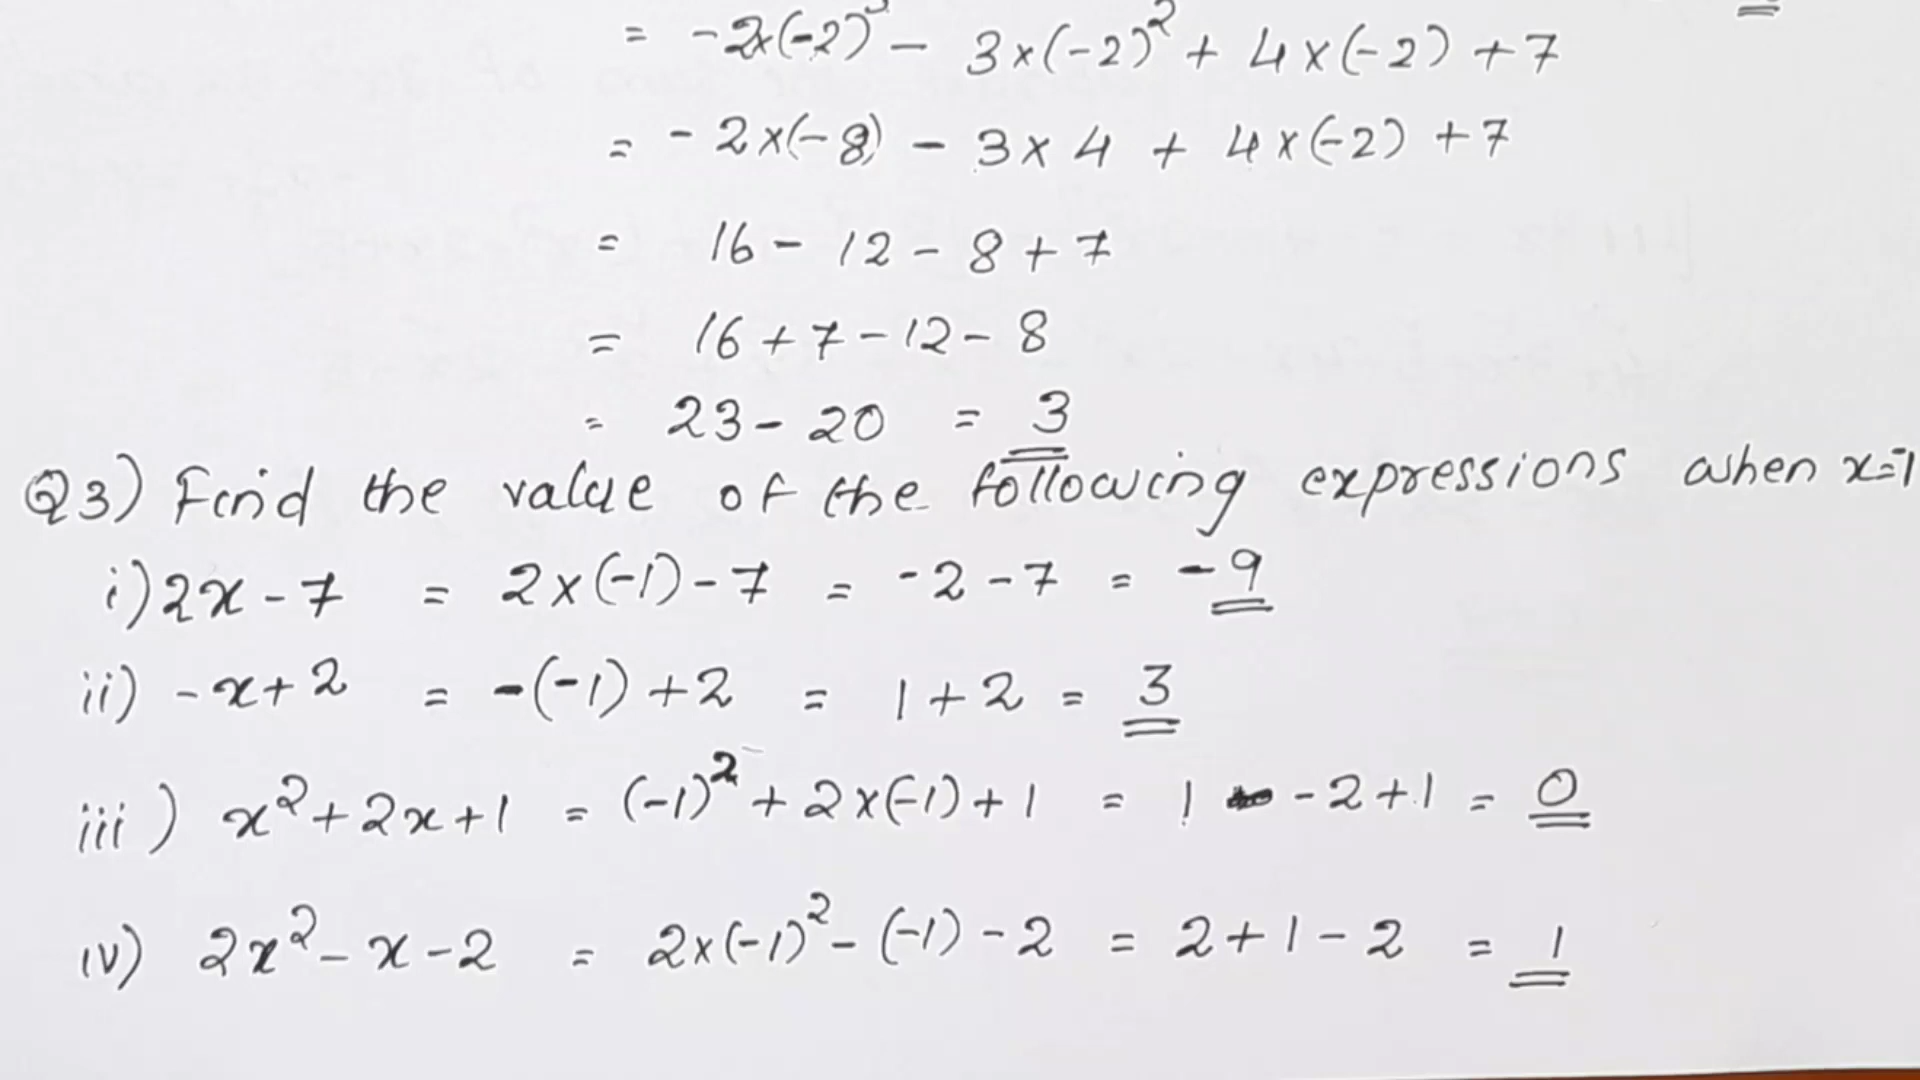 = -2×(-2)³ - 3×(-2)² + 4×(-2) +7
= - 2×(-8) - 3×4 + 4×(-2) +7
= 16 - 12 - 8 + 7
= 16 + 7 - 12 - 8
= 23 - 20 = 3
Q3) Find the value of the following expressions when x=-1
i) 2x - 7 = 2×(-1) - 7 = -2 - 7 = -9
ii) -x + 2 = -(-1) + 2 = 1 + 2 = 3
iii) x² + 2x + 1 = (-1)² + 2×(-1) + 1 = 1 - 2 + 1 = 0
iv) 2x² - x - 2 = 2×(-1)² - (-1) - 2 = 2 + 1 - 2 = 1